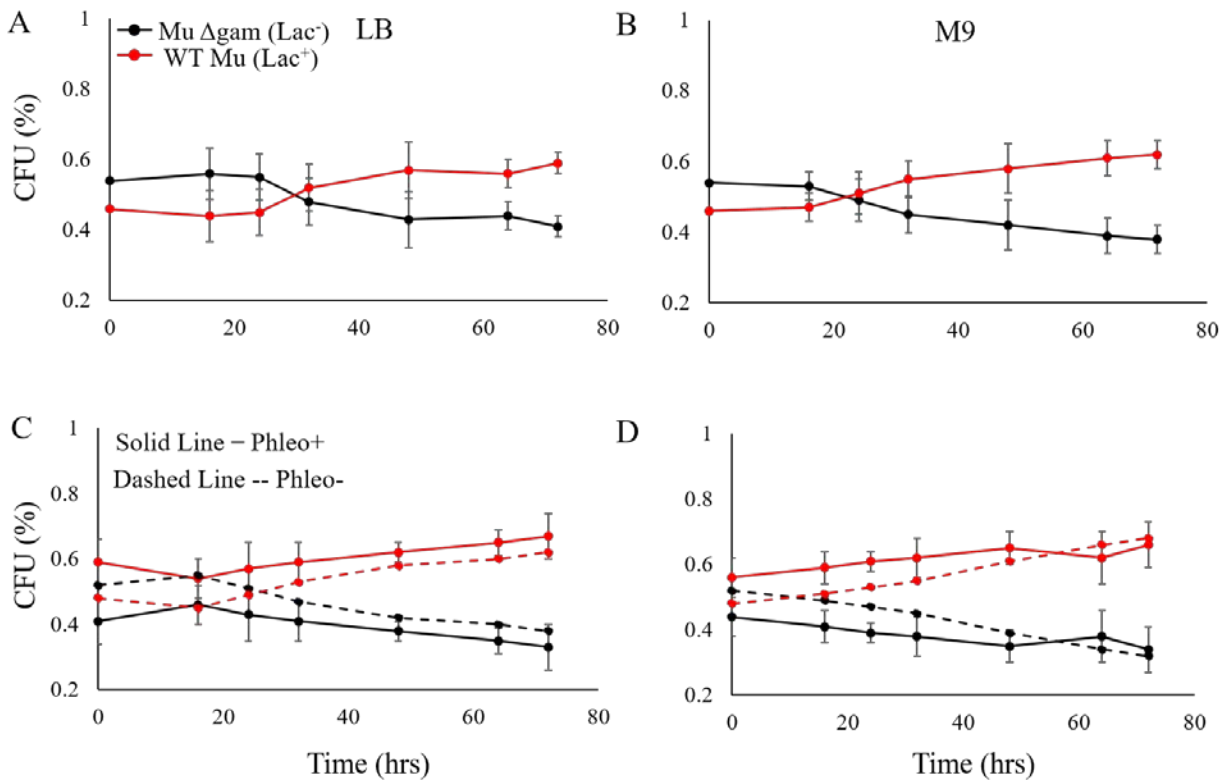 A
Mu Δgam (Lac⁻)
WT Mu (Lac⁺)
LB
CFU (%)
1
0.8
0.6
0.4
0.2
0 20 40 60 80
B
M9
1
0.8
0.6
0.4
0.2
0 20 40 60 80
C
Solid Line – Phleo+
Dashed Line -- Phleo-
CFU (%)
1
0.8
0.6
0.4
0.2
0 20 40 60 80
Time (hrs)
D
1
0.8
0.6
0.4
0.2
0 20 40 60 80
Time (hrs)